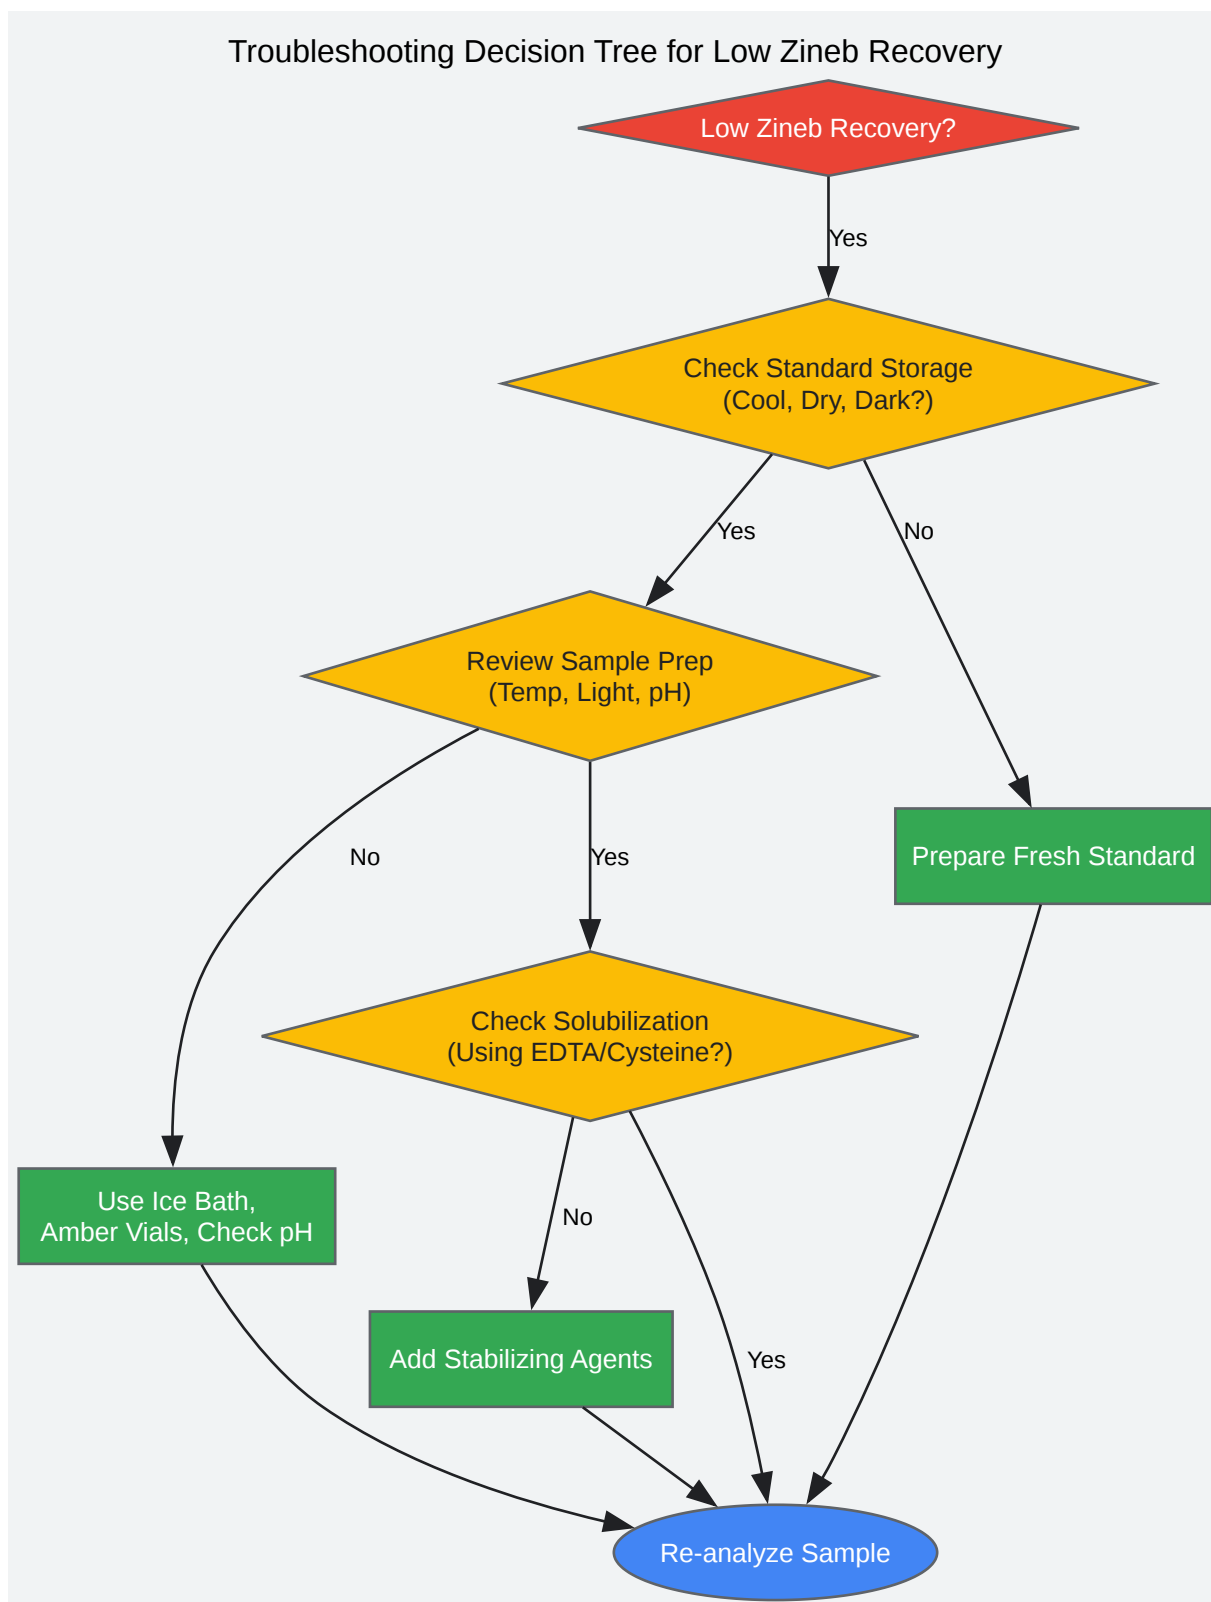 Troubleshooting Decision Tree for Low Zineb Recovery
Low Zineb Recovery?
Yes
Check Standard Storage
(Cool, Dry, Dark?)
Yes
No
Review Sample Prep
(Temp, Light, pH)
No
Yes
Prepare Fresh Standard
Check Solubilization
(Using EDTA/Cysteine?)
Use Ice Bath,
Amber Vials, Check pH
No
Add Stabilizing Agents
Yes
Re-analyze Sample